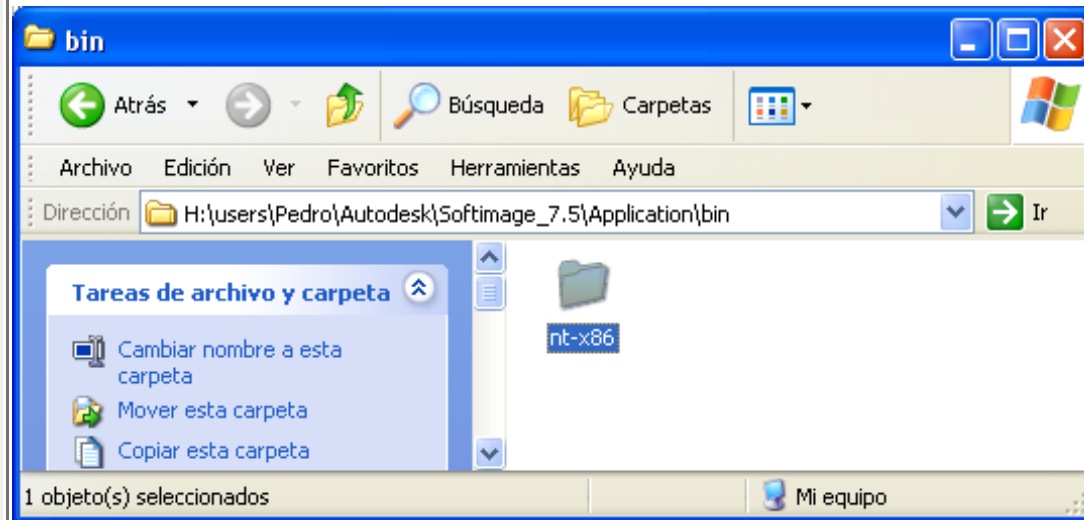 bin
Atrás Búsqueda Carpetas
Archivo Edición Ver Favoritos Herramientas Ayuda
Dirección H:\users\Pedro\Autodesk\Softimage_7.5\Application\bin Ir
Tareas de archivo y carpeta
Cambiar nombre a esta
carpeta
Mover esta carpeta
Copiar esta carpeta
nt-x86
1 objeto(s) seleccionados Mi equipo